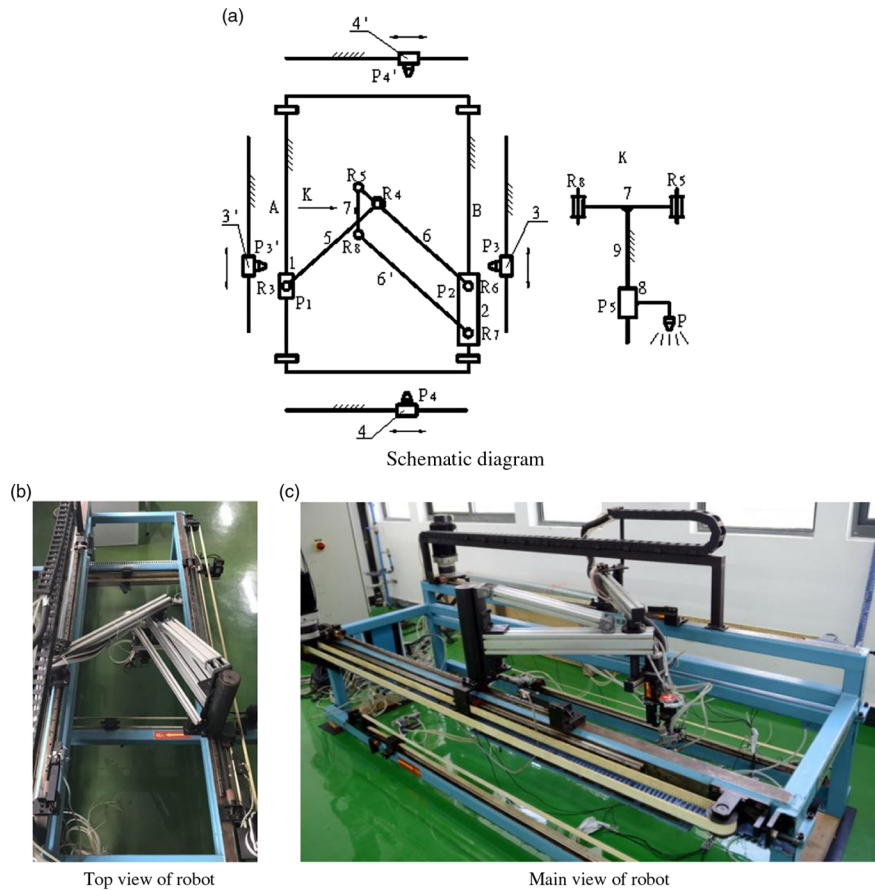 (a)
4'
P4'
K
R5
R4
A
K
7
B
R8
R8
7
R5
3'
3
P3'
5
6
P3
9
1
R3
P1
6'
P2
R6
2
8
P5
P
R7
P4
4
Schematic diagram
(b)
(c)
Top view of robot
Main view of robot